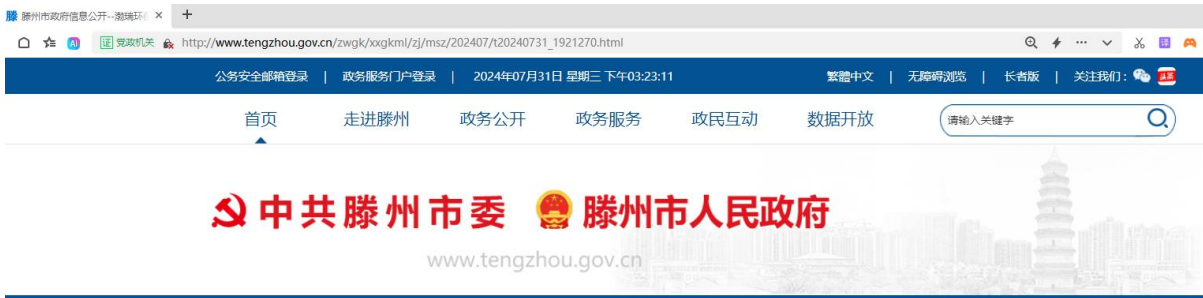 滕州市政府信息公开--渤瑞环
http://www.tengzhou.gov.cn/zwgk/xxgkml/zj/msz/202407/t20240731_1921270.html
证 党政机关
公务安全邮箱登录 | 政务服务门户登录 | 2024年07月31日 星期三 下午03:23:11 繁體中文 | 无障碍浏览 | 长者版 | 关注我们：
首页 走进滕州 政务公开 政务服务 政民互动 数据开放 请输入关键字
中共滕州市委 滕州市人民政府
www.tengzhou.gov.cn